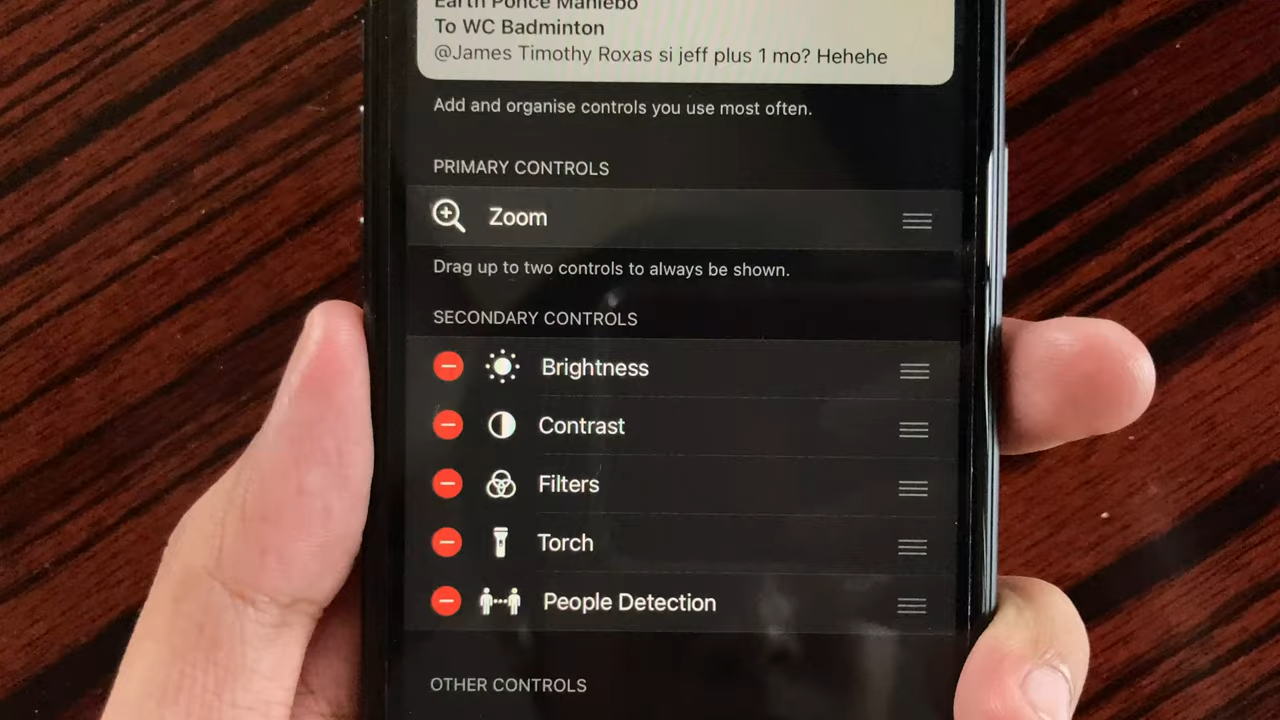 Earth Ponce Maniebo
To WC Badminton
@James Timothy Roxas si jeff plus 1 mo? Hehehe
Add and organise controls you use most often.
PRIMARY CONTROLS
Zoom
Drag up to two controls to always be shown.
SECONDARY CONTROLS
Brightness
Contrast
Filters
Torch
People Detection
OTHER CONTROLS